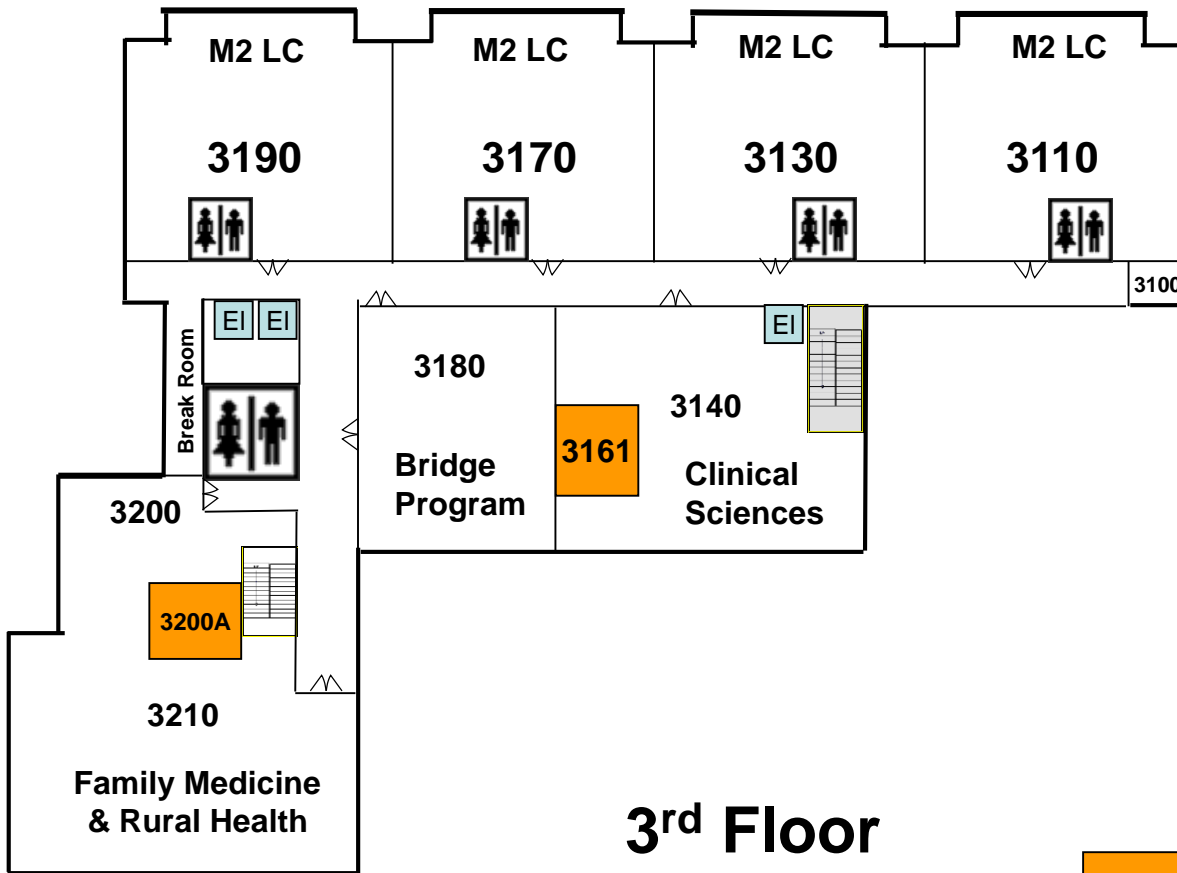 M2 LC
M2 LC
M2 LC
M2 LC
3190
3170
3130
3110
3100
El
El
El
Break Room
3180
3140
3161
Bridge
Program
Clinical
Sciences
3200
3200A
3210
Family Medicine
& Rural Health
3rd Floor